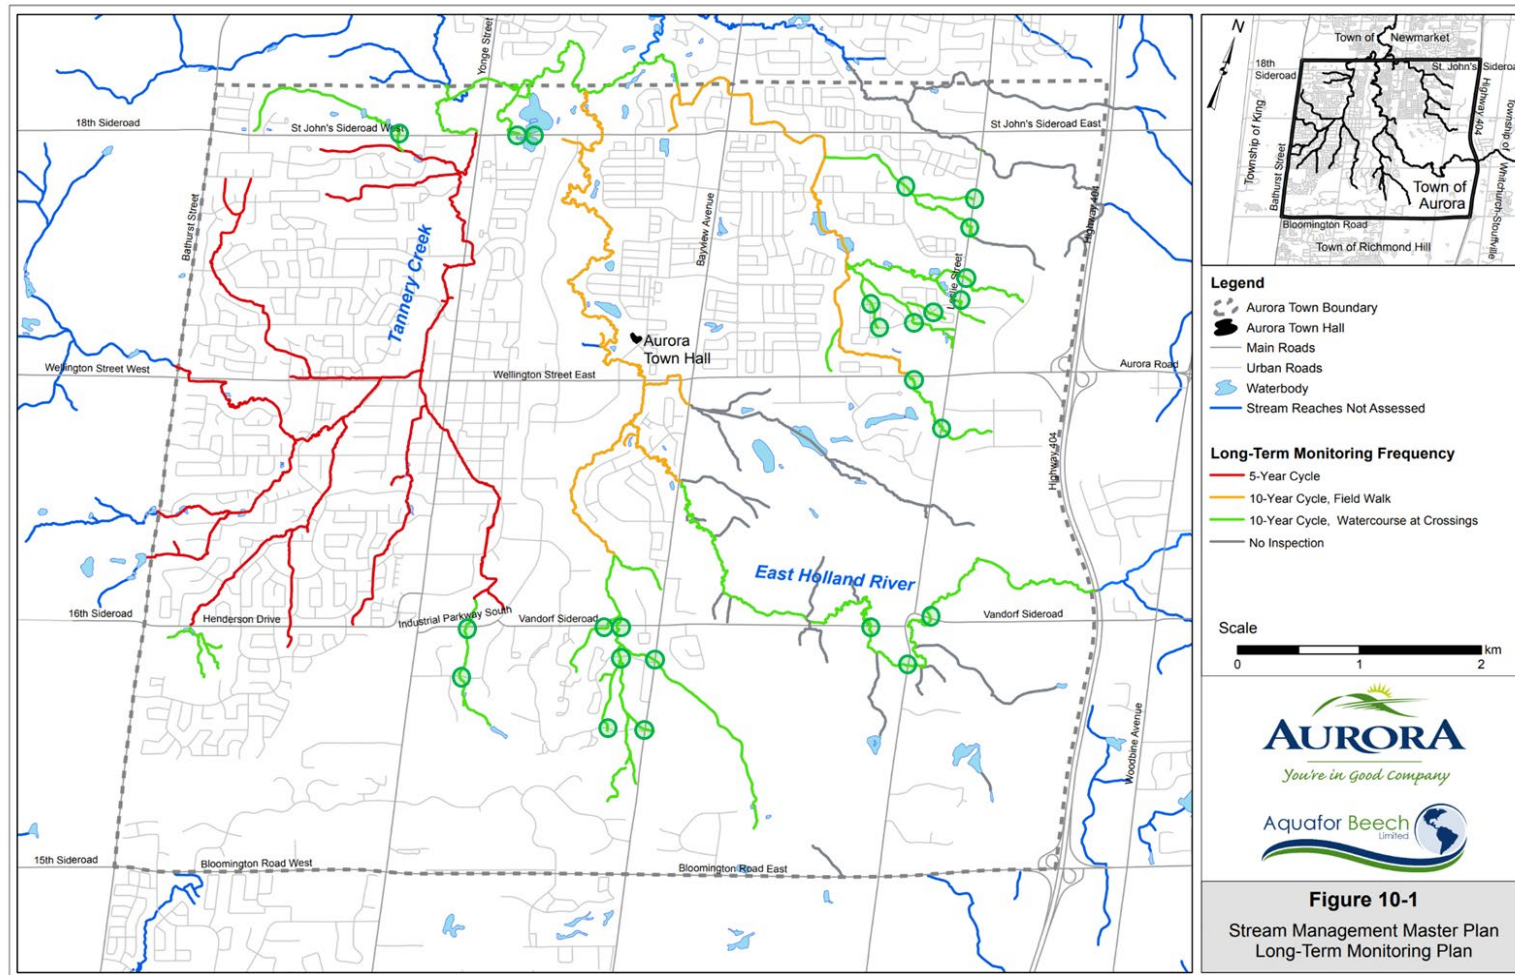 Yonge Street
18th Sideroad
St John's Sideroad West
St John's Sideroad East
Bathurst Street
Tannery Creek
Bayview Avenue
Leslie Street
Highway 404
Aurora
Town Hall
Wellington Street West
Wellington Street East
Aurora Road
Highway 404
East Holland River
16th Sideroad
Henderson Drive
Industrial Parkway South
Vandorf Sideroad
Vandorf Sideroad
Woodbine Avenue
15th Sideroad
Bloomington Road West
Bloomington Road East
N
Town of Newmarket
18th
Sideroad
St. John's Sideroa
Township of King
Bathurst Street
Highway 404
Township of Whitchurch-Stouffville
Town of
Aurora
Bloomington Road
Town of Richmond Hill
Legend
Aurora Town Boundary
Aurora Town Hall
Main Roads
Urban Roads
Waterbody
Stream Reaches Not Assessed
Long-Term Monitoring Frequency
5-Year Cycle
10-Year Cycle, Field Walk
10-Year Cycle, Watercourse at Crossings
No Inspection
Scale
km
0 1 2
AURORA
You're in Good Company
Aquafor Beech
Limited
Figure 10-1
Stream Management Master Plan
Long-Term Monitoring Plan